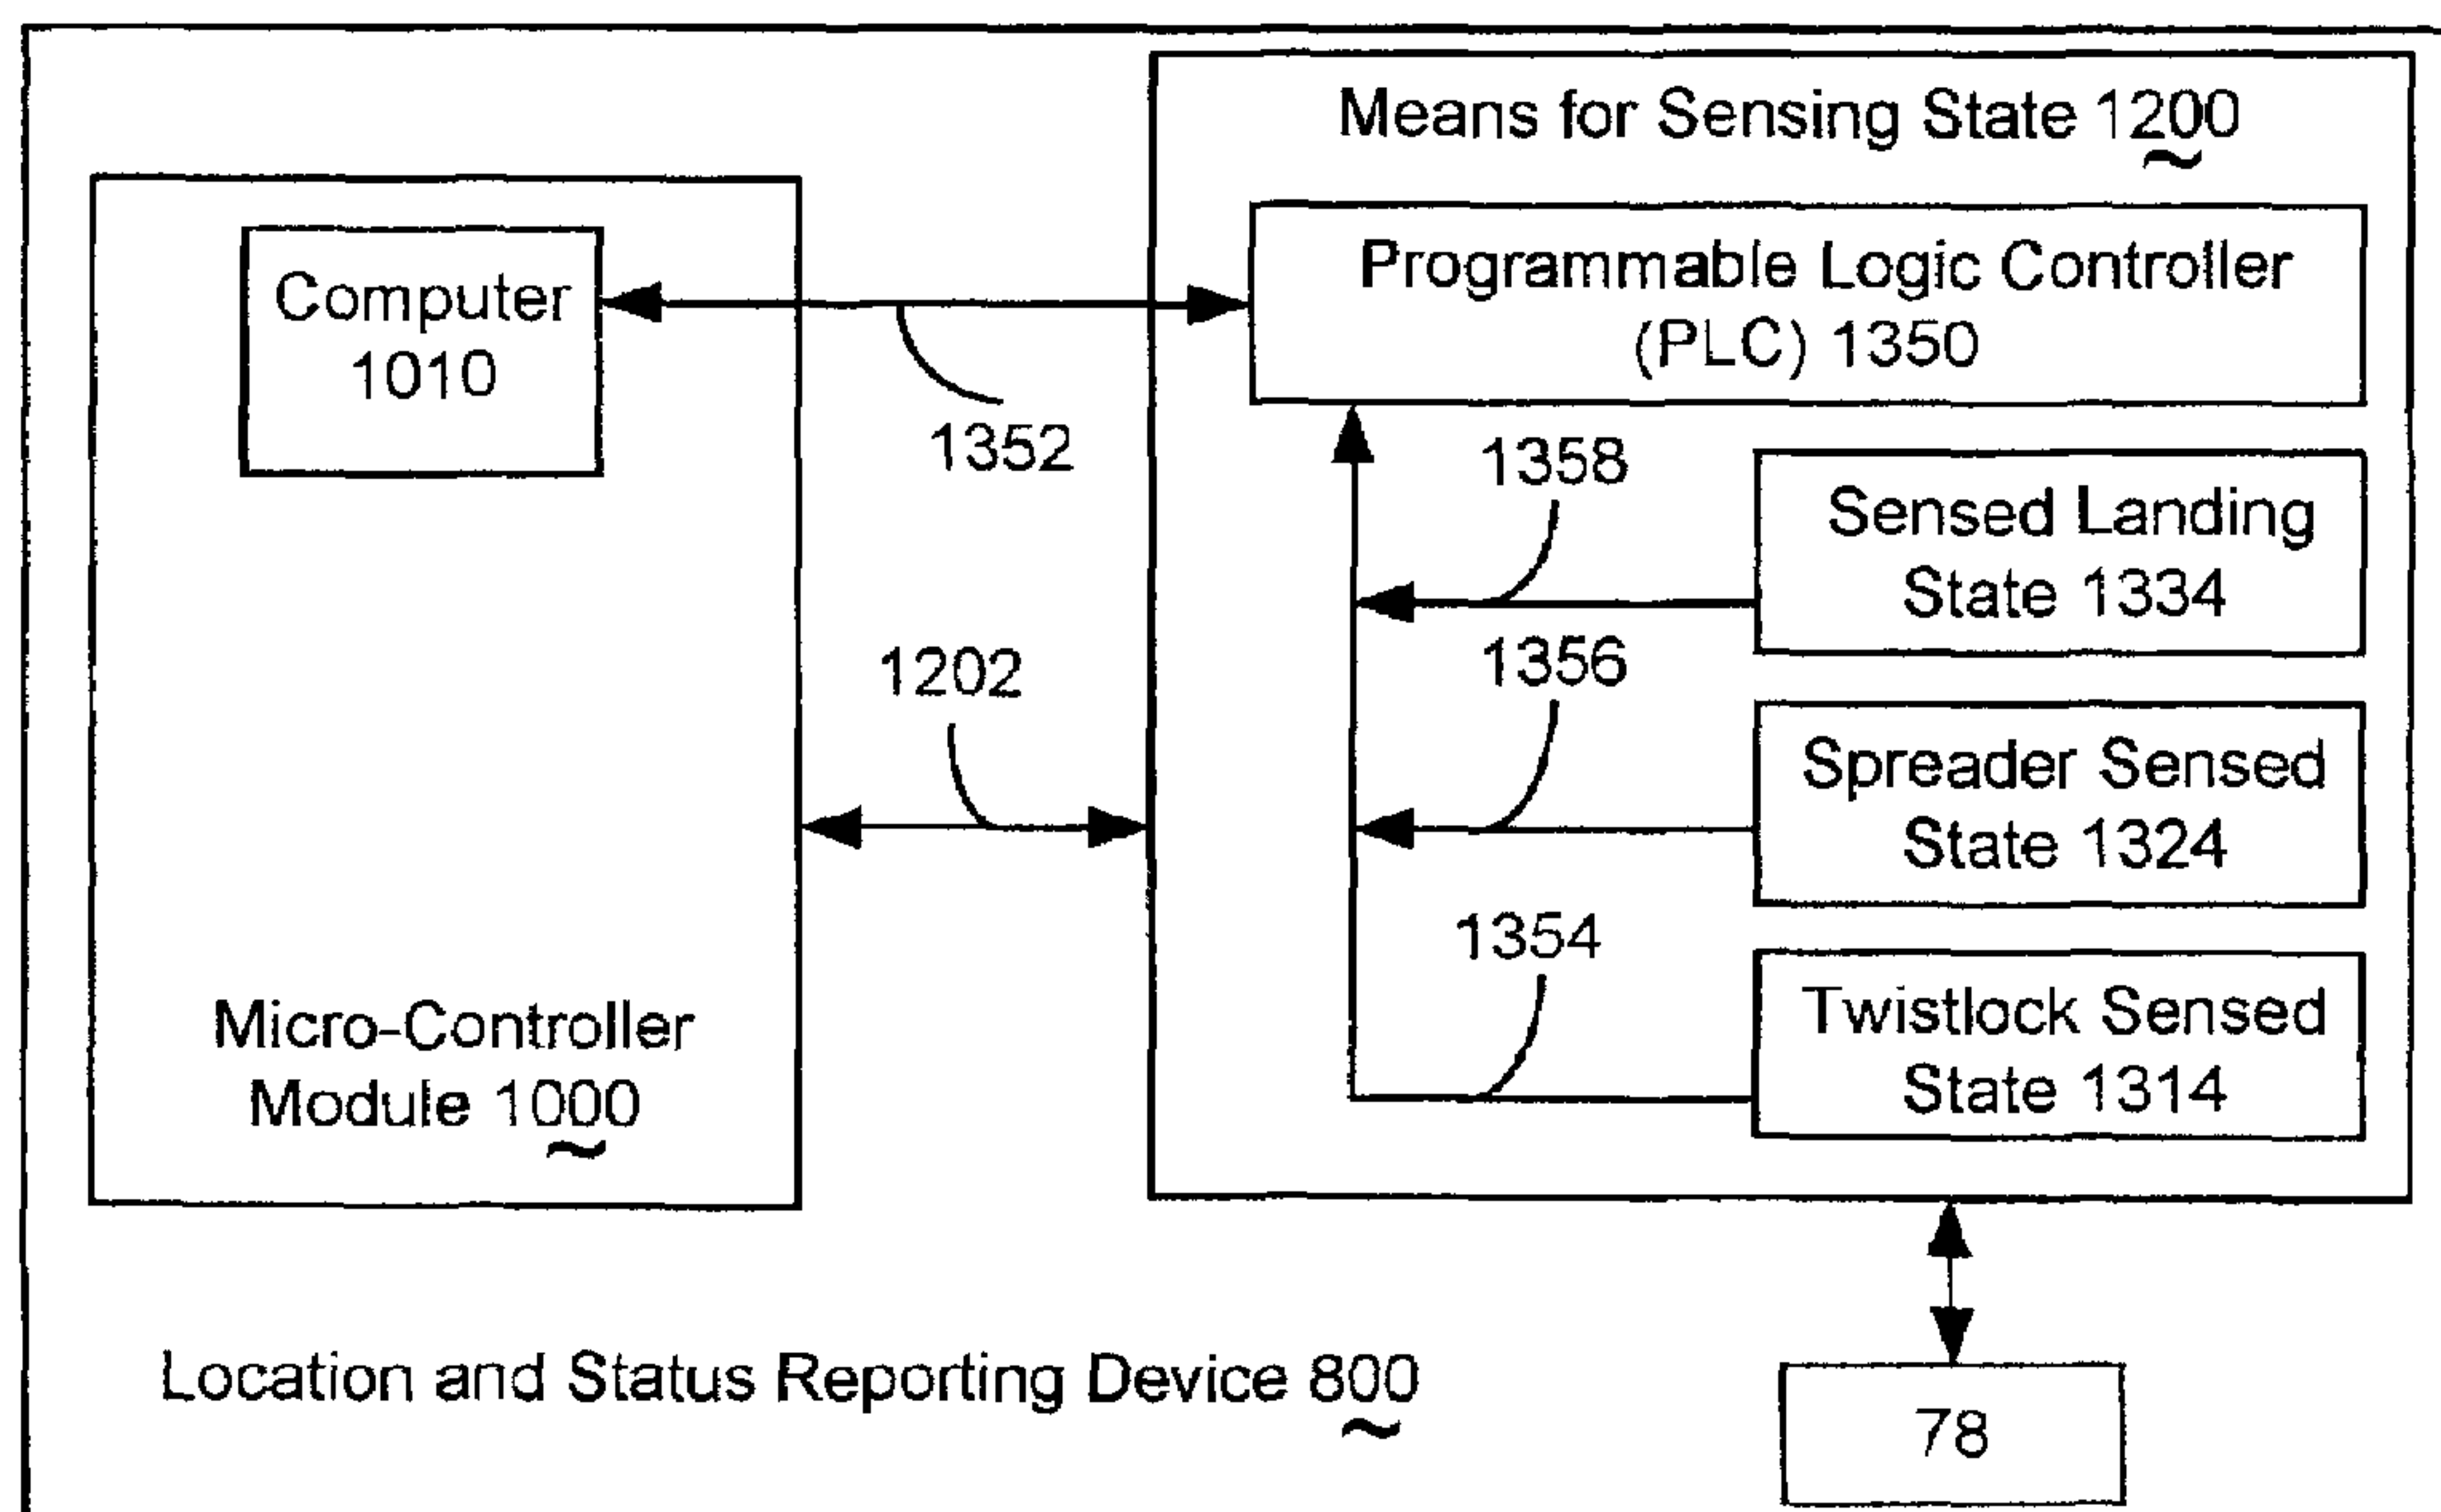 Means for Sensing State 1200
Computer
1010
Programmable Logic Controller
(PLC) 1350
1352
1358
Sensed Landing
State 1334
1202
1356
Spreader Sensed
State 1324
1354
Twistlock Sensed
State 1314
Micro-Controller
Module 1000
Location and Status Reporting Device 800
78